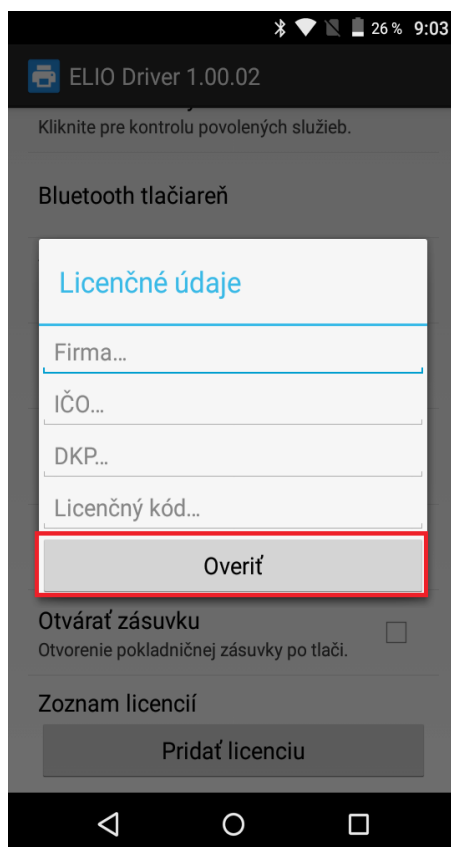 26 % 9:03
ELIO Driver 1.00.02
Kliknite pre kontrolu povolených služieb.
Bluetooth tlačiareň
Licenčné údaje
Firma...
IČO...
DKP...
Licenčný kód...
Overiť
Otvárať zásuvku
Otvorenie pokladničnej zásuvky po tlači.
Zoznam licencií
Pridať licenciu